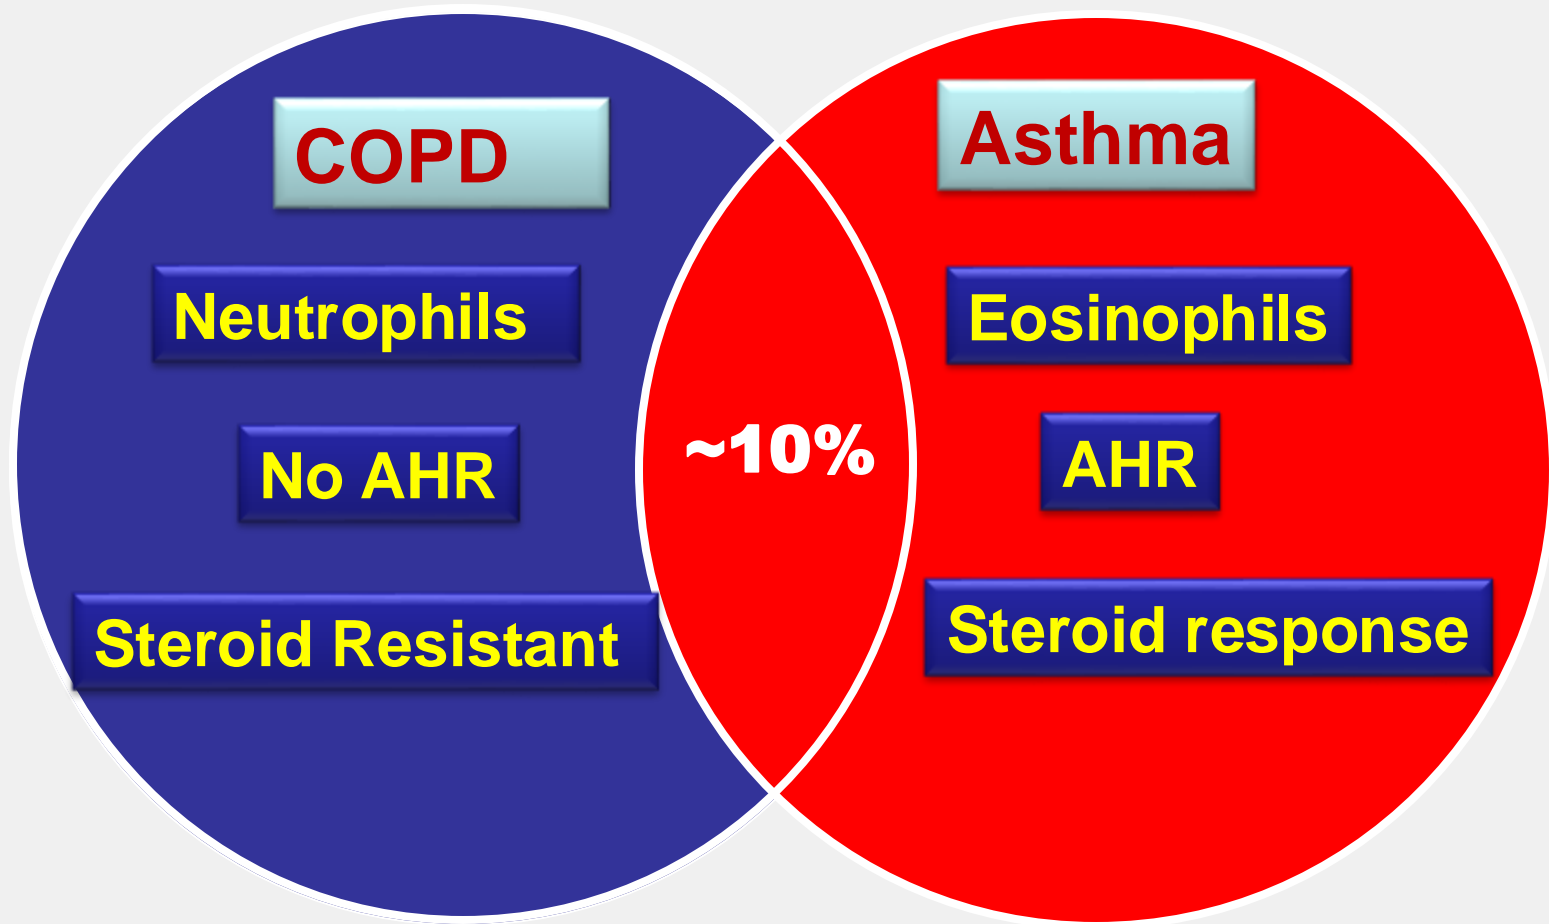 COPD
Asthma
Neutrophils
Eosinophils
~10%
No AHR
AHR
Steroid Resistant
Steroid response